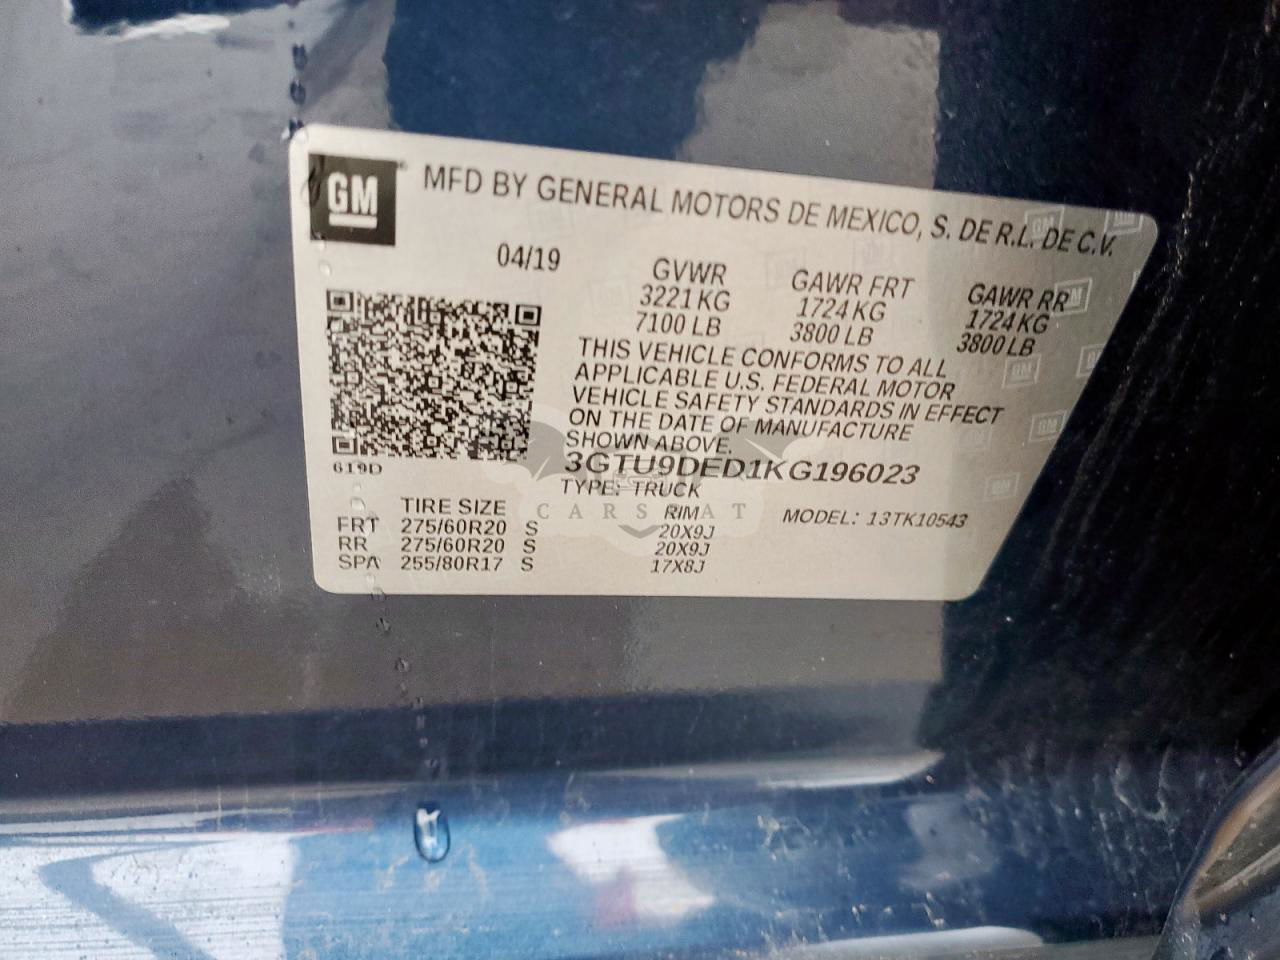 GM
MFD BY GENERAL MOTORS DE MEXICO, S. DE R.L. DE C.V.
04/19
GVWR GAWR FRT GAWR RR
3221 KG 1724 KG 1724 KG
7100 LB 3800 LB 3800 LB
THIS VEHICLE CONFORMS TO ALL
APPLICABLE U.S. FEDERAL MOTOR
VEHICLE SAFETY STANDARDS IN EFFECT
ON THE DATE OF MANUFACTURE
SHOWN ABOVE.
619D
3GTU9DED1KG196023
TYPE: TRUCK
TIRE SIZE RIM MODEL: 13TK10543
FRT 275/60R20 S 20X9J
RR 275/60R20 S 20X9J
SPA 255/80R17 S 17X8J